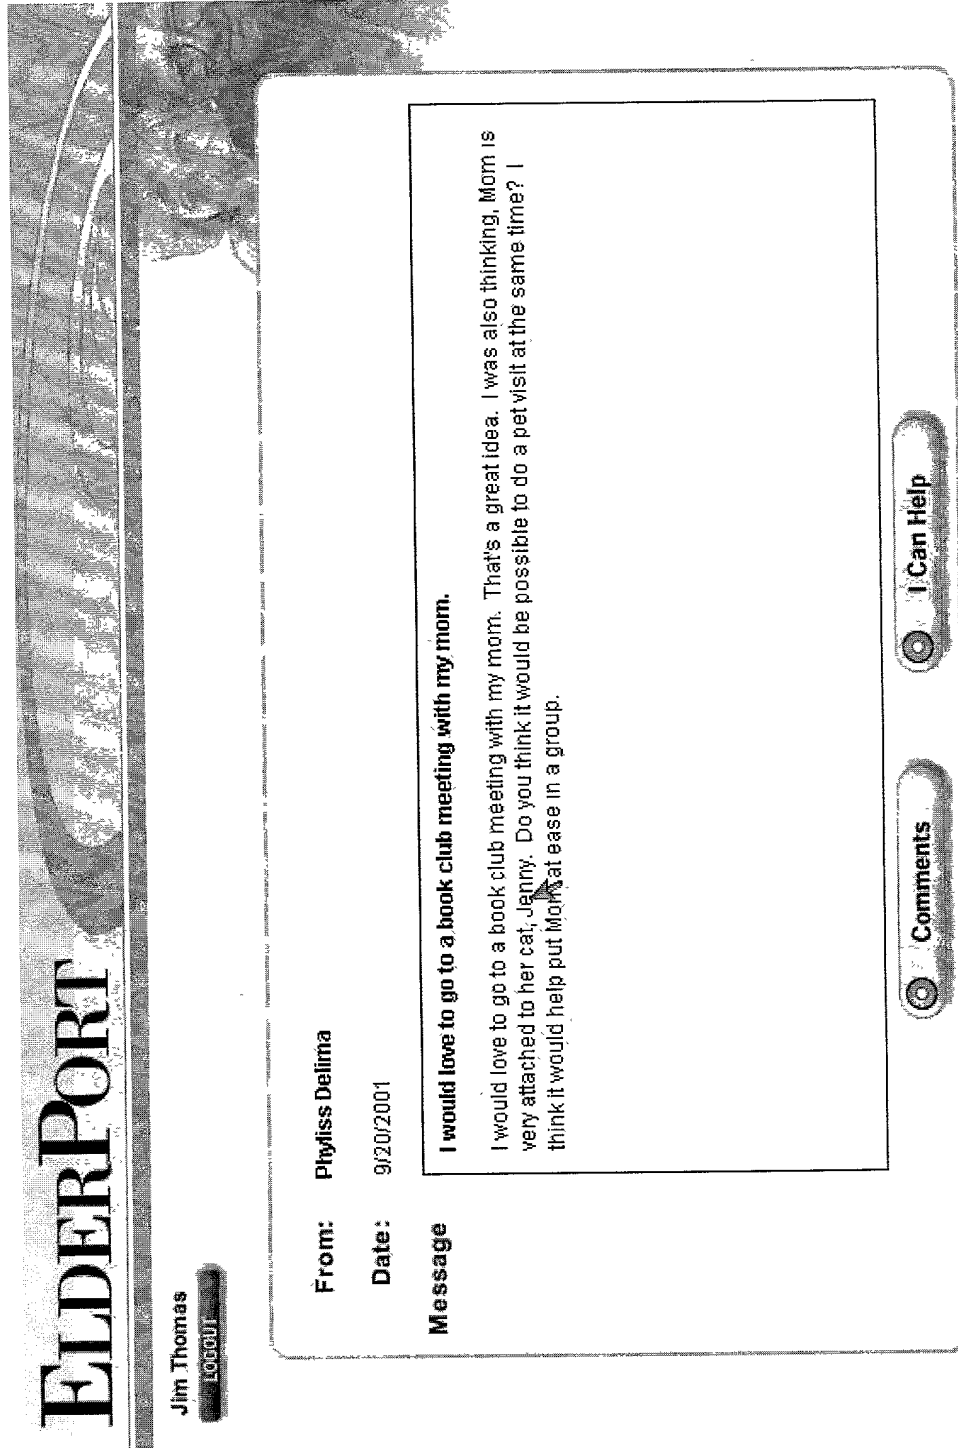 ELDERPORT
Jim Thomas
LOGOUT
From: Phyliss Delima
Date: 9/20/2001
Message
I would love to go to a book club meeting with my mom.
I would love to go to a book club meeting with my mom. That's a great idea. I was also thinking, Mom is
very attached to her cat, Jenny. Do you think it would be possible to do a pet visit at the same time? I
think it would help put Mom at ease in a group.
Comments
I Can Help